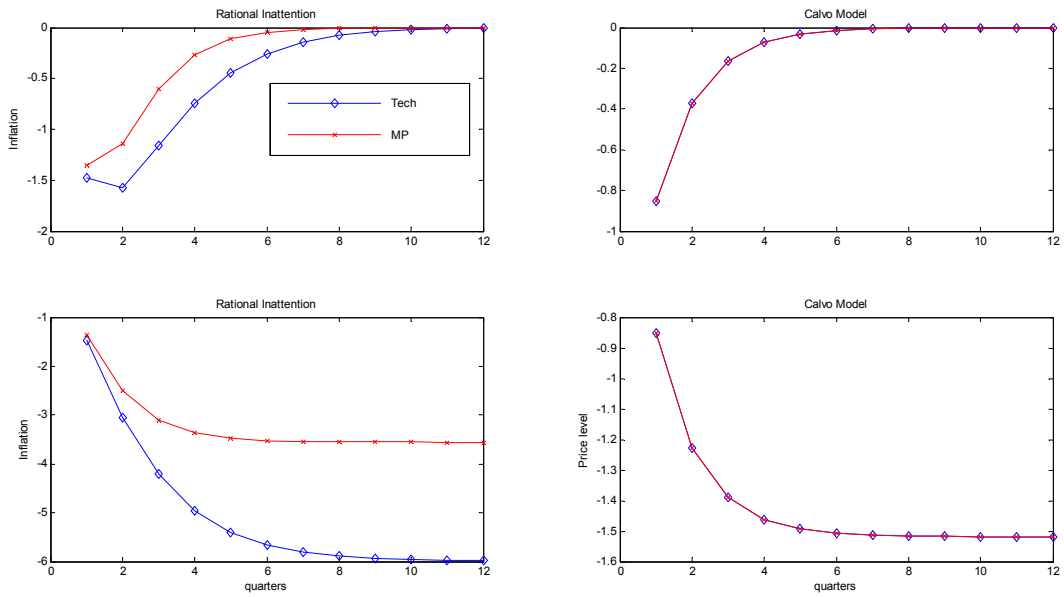 Rational Inattention
Inflation
0
-0.5
-1
-1.5
-2
0 2 4 6 8 10 12
Tech
MP
Calvo Model
0
-0.2
-0.4
-0.6
-0.8
-1
0 2 4 6 8 10 12
Rational Inattention
Inflation
-1
-2
-3
-4
-5
-6
0 2 4 6 8 10 12
quarters
Calvo Model
Price level
-0.8
-0.9
-1
-1.1
-1.2
-1.3
-1.4
-1.5
-1.6
0 2 4 6 8 10 12
quarters